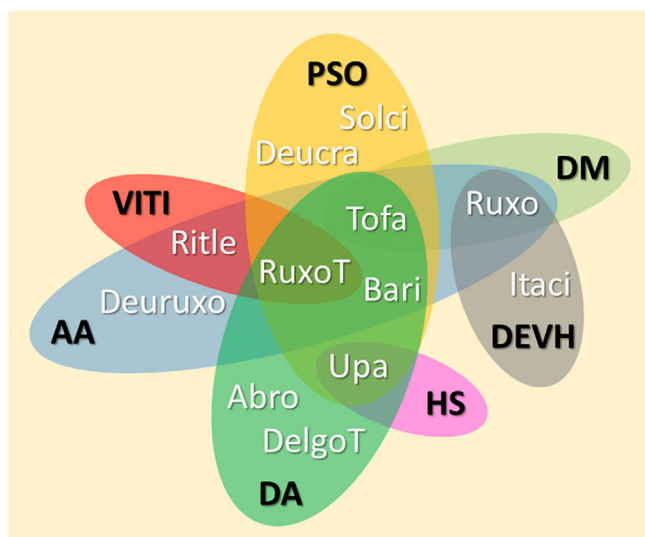 PSO
Solci
Deucra
DM
VITI
Ruxo
Tofa
Ritle
RuxoT
Itaci
Bari
Deuruxo
AA
DEVH
Upa
Abro
HS
DelgoT
DA